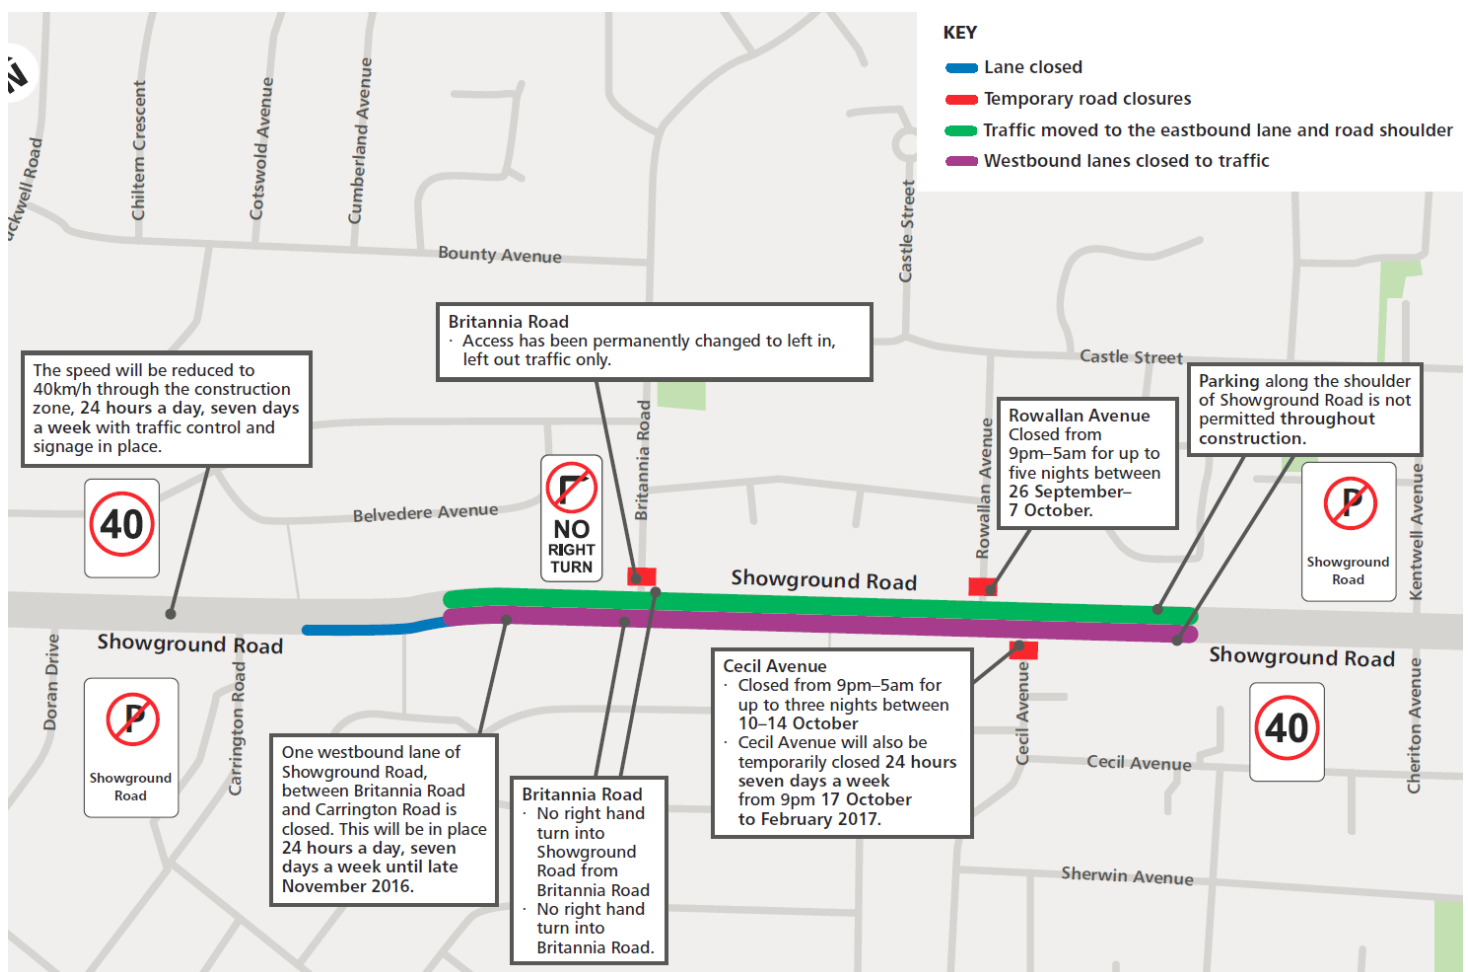 KEY
Lane closed
Temporary road closures
Traffic moved to the eastbound lane and road shoulder
Westbound lanes closed to traffic
N
Chiltern Crescent
Cotswold Avenue
Cumberland Avenue
Castle Street
Bounty Avenue
Britannia Road
· Access has been permanently changed to left in,
left out traffic only.
Castle Street
The speed will be reduced to
40km/h through the construction
zone, 24 hours a day, seven days
a week with traffic control and
signage in place.
Parking along the shoulder
of Showground Road is not
permitted throughout
construction.
Rowallan Avenue
Closed from
9pm–5am for up to
five nights between
26 September–
7 October.
Britannia Road
Rowallan Avenue
Kentwell Avenue
40
Belvedere Avenue
NO
RIGHT
TURN
P
Showground
Road
Showground Road
Showground Road
Showground Road
Doran Drive
Carrington Road
P
Showground
Road
Cecil Avenue
· Closed from 9pm–5am for
up to three nights between
10–14 October
· Cecil Avenue will also be
temporarily closed 24 hours
seven days a week
from 9pm 17 October
to February 2017.
Cecil Avenue
Cecil Avenue
40
Cheriton Avenue
One westbound lane of
Showground Road,
between Britannia Road
and Carrington Road is
closed. This will be in place
24 hours a day, seven
days a week until late
November 2016.
Britannia Road
· No right hand
turn into
Showground
Road from
Britannia Road
· No right hand
turn into
Britannia Road.
Sherwin Avenue